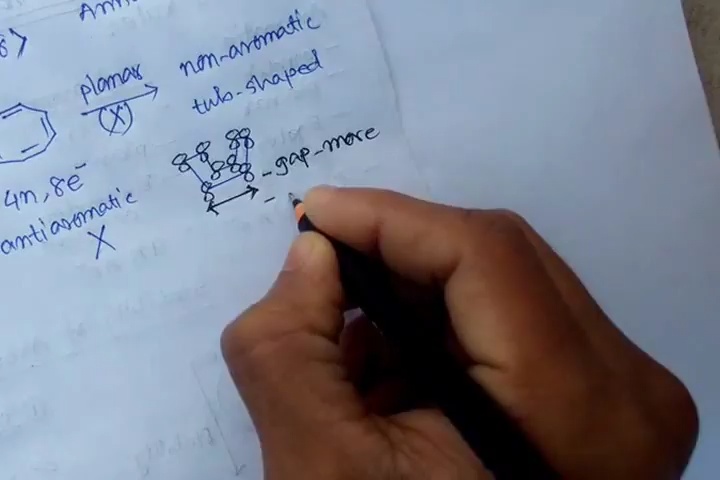 8>
planar
(X)
non-aromatic
tub-shaped
- gap - more
-
4n, 8e⁻
antiaromatic
X